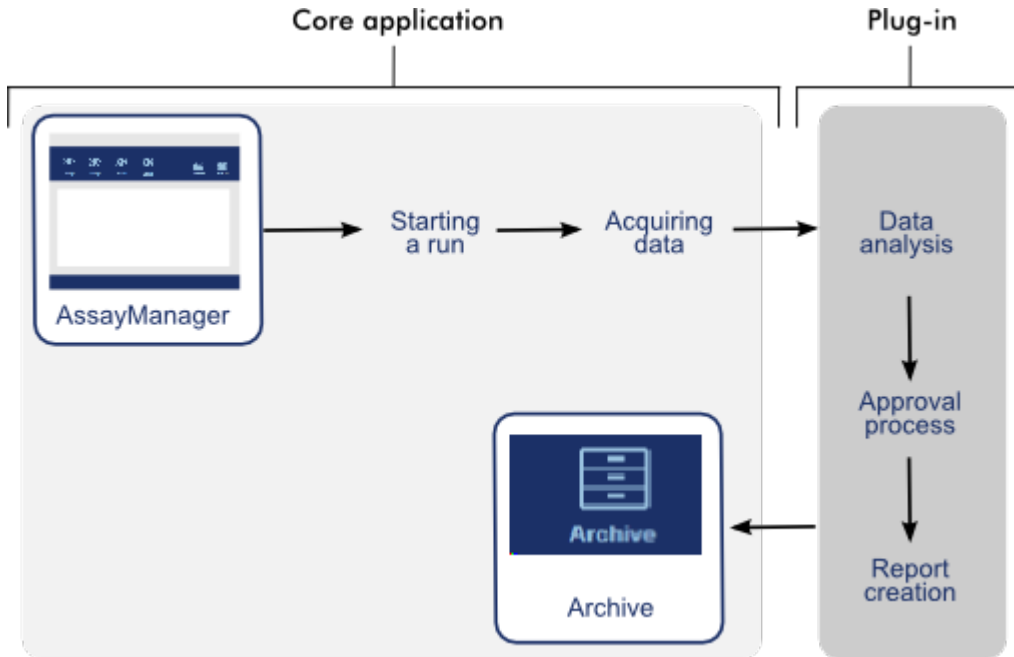 Core application
Plug-in
AssayManager
Starting
a run
Acquiring
data
Data
analysis
Approval
process
Archive
Archive
Report
creation